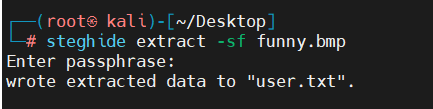 ┌──(root㉿ kali)-[~/Desktop]
└─# steghide extract -sf funny.bmp
Enter passphrase:
wrote extracted data to "user.txt".